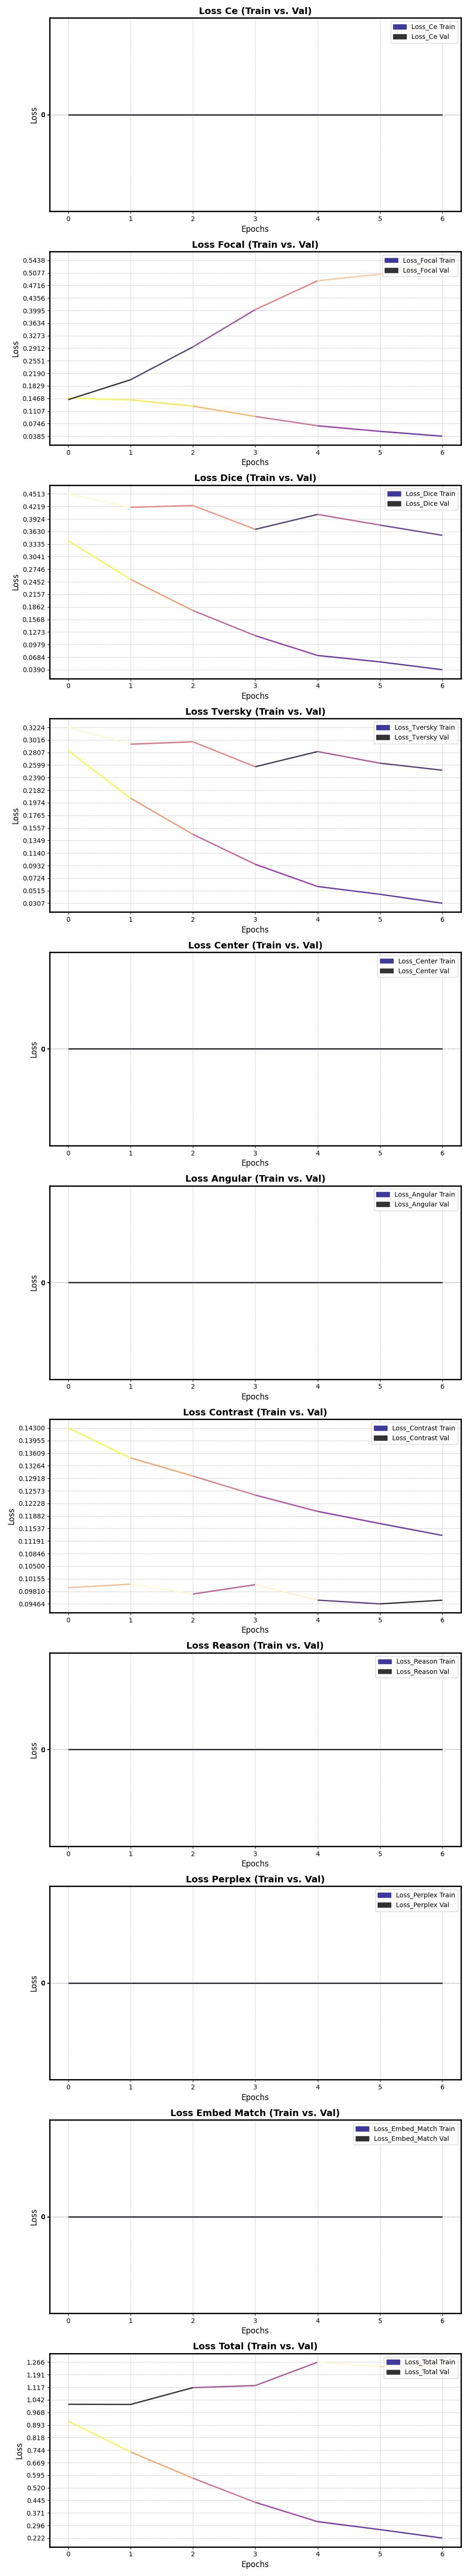 Loss Ce (Train vs. Val)
Loss_Ce Train
Loss_Ce Val
Loss
0
0 1 2 3 4 5 6
Epochs
Loss Focal (Train vs. Val)
Loss_Focal Train
Loss_Focal Val
Loss
0.5438
0.5077
0.4716
0.4356
0.3995
0.3634
0.3273
0.2912
0.2551
0.2190
0.1829
0.1468
0.1107
0.0746
0.0385
0 1 2 3 4 5 6
Epochs
Loss Dice (Train vs. Val)
Loss_Dice Train
Loss_Dice Val
Loss
0.4513
0.4219
0.3924
0.3630
0.3335
0.3041
0.2746
0.2452
0.2157
0.1862
0.1568
0.1273
0.0979
0.0684
0.0390
0 1 2 3 4 5 6
Epochs
Loss Tversky (Train vs. Val)
Loss_Tversky Train
Loss_Tversky Val
Loss
0.3224
0.3016
0.2807
0.2599
0.2390
0.2182
0.1974
0.1765
0.1557
0.1349
0.1140
0.0932
0.0724
0.0515
0.0307
0 1 2 3 4 5 6
Epochs
Loss Center (Train vs. Val)
Loss_Center Train
Loss_Center Val
Loss
0
0 1 2 3 4 5 6
Epochs
Loss Angular (Train vs. Val)
Loss_Angular Train
Loss_Angular Val
Loss
0
0 1 2 3 4 5 6
Epochs
Loss Contrast (Train vs. Val)
Loss_Contrast Train
Loss_Contrast Val
Loss
0.14300
0.13955
0.13609
0.13264
0.12918
0.12573
0.12228
0.11882
0.11537
0.11191
0.10846
0.10500
0.10155
0.09810
0.09464
0 1 2 3 4 5 6
Epochs
Loss Reason (Train vs. Val)
Loss_Reason Train
Loss_Reason Val
Loss
0
0 1 2 3 4 5 6
Epochs
Loss Perplex (Train vs. Val)
Loss_Perplex Train
Loss_Perplex Val
Loss
0
0 1 2 3 4 5 6
Epochs
Loss Embed Match (Train vs. Val)
Loss_Embed_Match Train
Loss_Embed_Match Val
Loss
0
0 1 2 3 4 5 6
Epochs
Loss Total (Train vs. Val)
Loss_Total Train
Loss_Total Val
Loss
1.266
1.191
1.117
1.042
0.968
0.893
0.818
0.744
0.669
0.595
0.520
0.445
0.371
0.296
0.222
0 1 2 3 4 5 6
Epochs